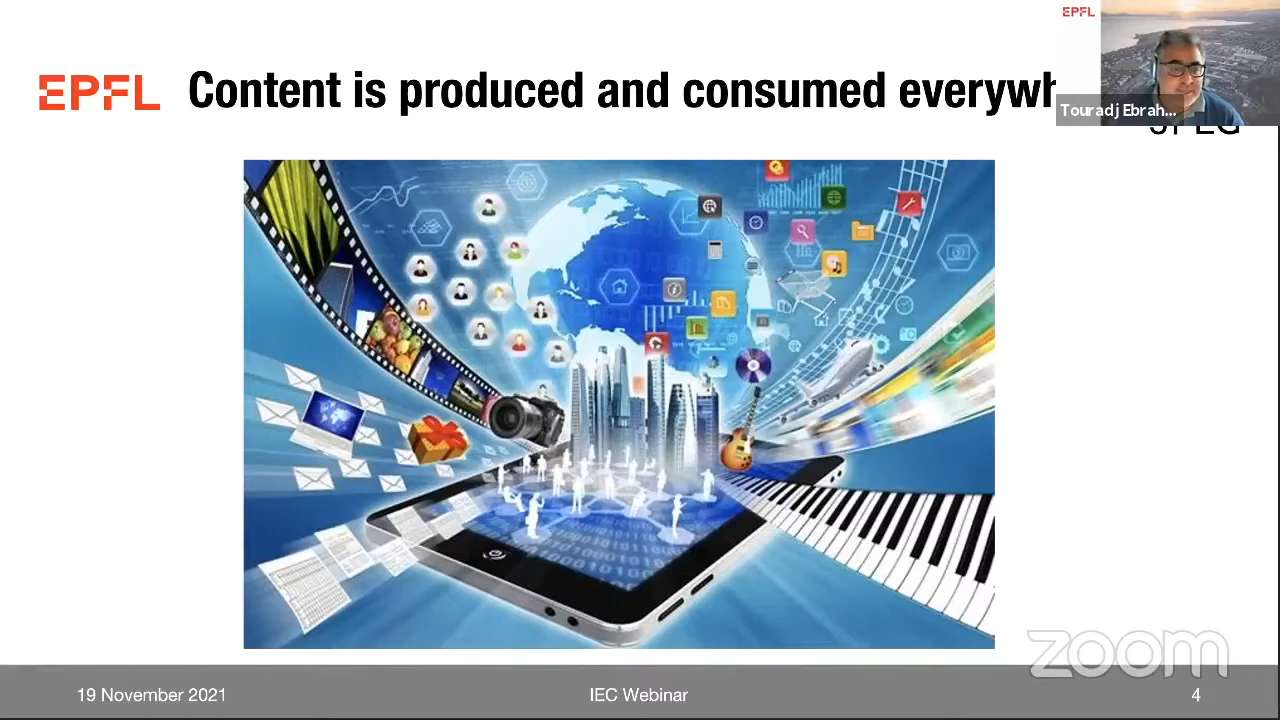 EPFL
EPFL Content is produced and consumed everywh
Touradj Ebrah...
zoom
19 November 2021 IEC Webinar 4